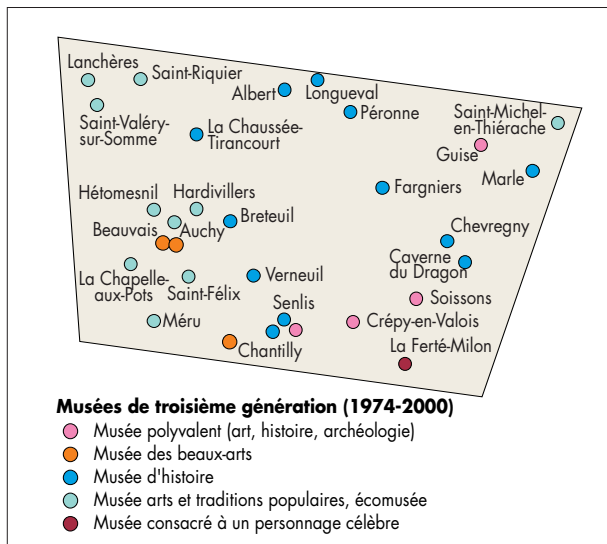 Lanchères
Saint-Riquier
Albert
Longueval
Péronne
Saint-Valéry-
sur-Somme
La Chaussée-
Tirancourt
Saint-Michel-
en-Thiérache
Guise
Marle
Fargniers
Hétomesnil
Hardivillers
Breteuil
Beauvais
Auchy
Chevregny
Caverne
du Dragon
La Chapelle-
aux-Pots
Saint-Félix
Verneuil
Soissons
Senlis
Méru
Crépy-en-Valois
Chantilly
La Ferté-Milon
Musées de troisième génération (1974-2000)
Musée polyvalent (art, histoire, archéologie)
Musée des beaux-arts
Musée d'histoire
Musée arts et traditions populaires, écomusée
Musée consacré à un personnage célèbre